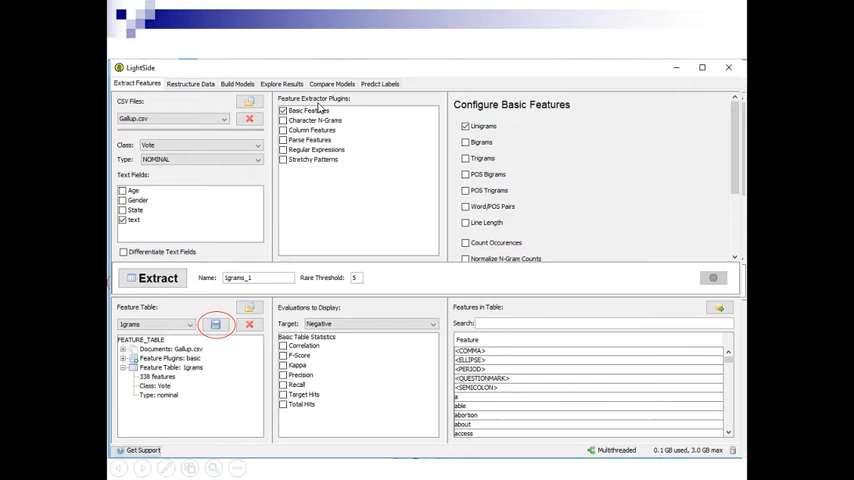 LightSide
Extract Features Restructure Data Build Models Explore Results Compare Models Predict Labels
CSV Files:
Gallup.csv
Class: Vote
Type: NOMINAL
Text Fields:
Age
Gender
State
text
Differentiate Text Fields
Feature Extractor Plugins:
Basic Features
Character N-Grams
Column Features
Parse Features
Regular Expressions
Stretchy Patterns
Configure Basic Features
Unigrams
Bigrams
Trigrams
POS Bigrams
POS Trigrams
Word/POS Pairs
Line Length
Count Occurences
Normalize N-Gram Counts
Extract
Name: 1grams_1
Rare Threshold: 5
Feature Table:
1grams
FEATURE_TABLE
Documents: Gallup.csv
Feature Plugins: basic
Feature Table: 1grams
338 features
Class: Vote
Type: nominal
Evaluations to Display:
Target: Negative
Basic Table Statistics
Correlation
F-Score
Kappa
Precision
Recall
Target Hits
Total Hits
Features in Table:
Search:
Feature
<COMMA>
<ELLIPSE>
<PERIOD>
<QUESTIONMARK>
<SEMICOLON>
a
able
abortion
about
access
Get Support
Multithreaded
0.1 GB used, 3.0 GB max